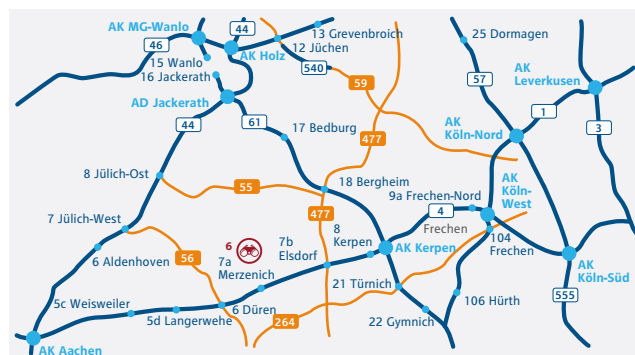 AK MG-Wanlo
44
13 Grevenbroich
46
AK Holz
12 Jüchen
25 Dormagen
15 Wanlo
16 Jackerath
540
59
57
AK
Leverkusen
AD Jackerath
44
61
1
3
17 Bedburg
477
AK
Köln-Nord
8 Jülich-Ost
55
18 Bergheim
9a Frechen-Nord
AK
Köln-
West
477
4
7 Jülich-West
8
Kerpen
Frechen
AK Kerpen
104
Frechen
6
7b
Elsdorf
6 Aldenhoven
56
7a
Merzenich
AK
Köln-Süd
21 Türnich
5c Weisweiler
6 Düren
106 Hürth
555
5d Langerwehe
264
22 Gymnich
AK Aachen